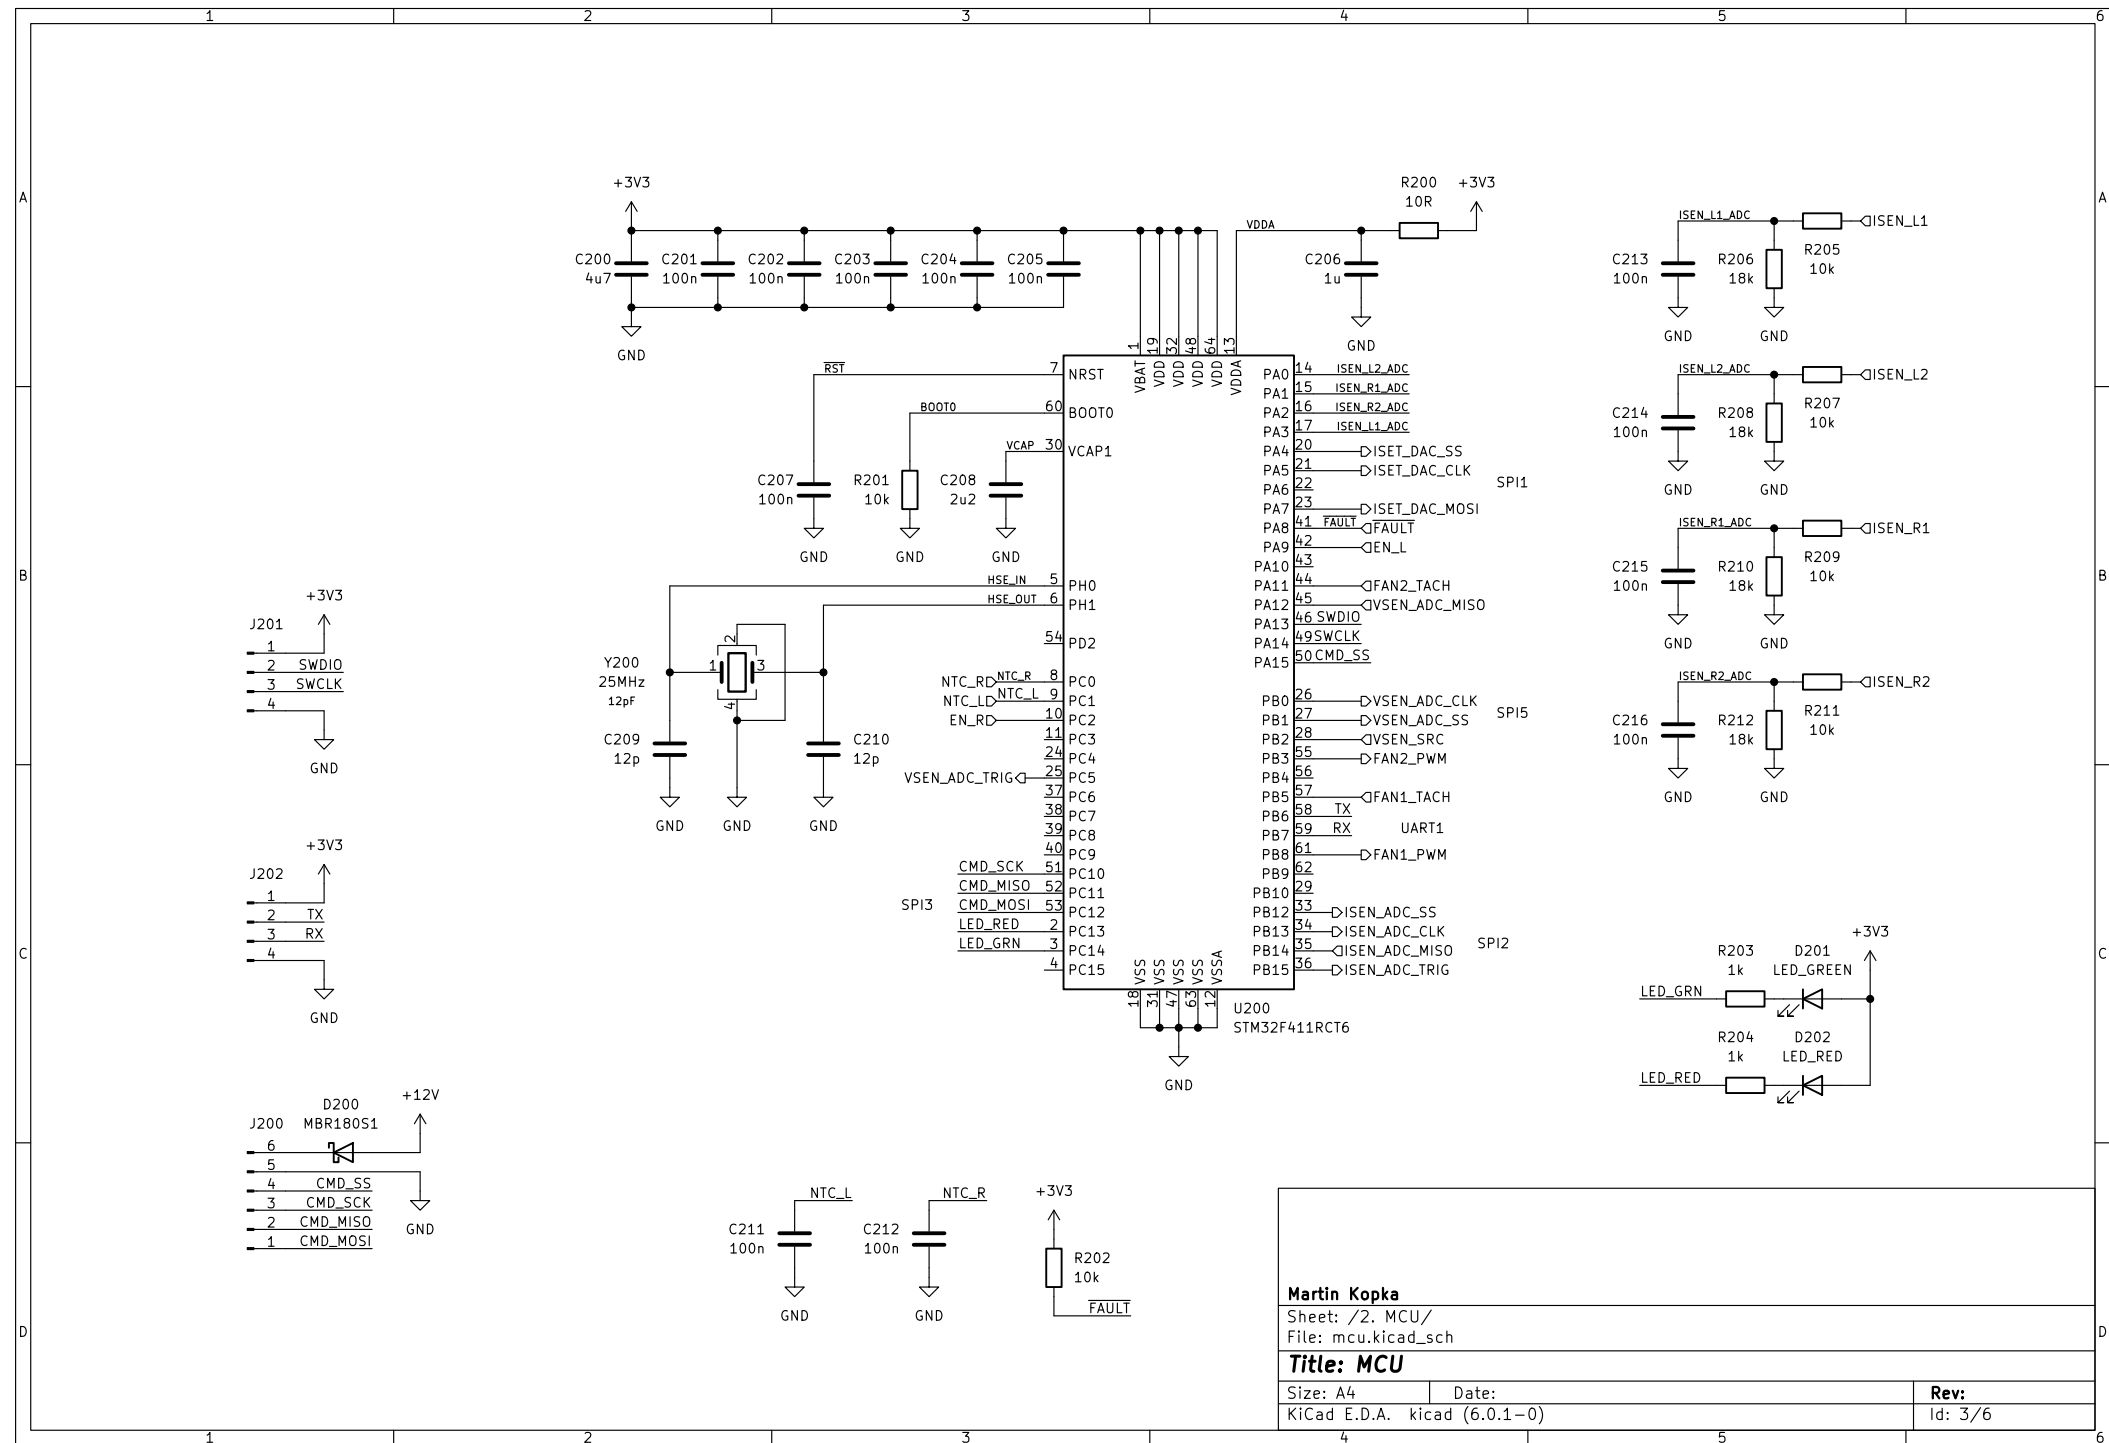 1 2 3 4 5 6
A A
B B
C C
D D
+3V3
C200 4u7
C201 100n
C202 100n
C203 100n
C204 100n
C205 100n
GND
R200
10R
+3V3
VDDA
C206
1u
GND
RST
BOOT0
VCAP
C207
100n
GND
R201
10k
GND
C208
2u2
GND
HSE_IN
HSE_OUT
Y200
25MHz
12pF
1
2
3
4
C209
12p
GND
GND
C210
12p
GND
1 VBAT
19 VDD
32 VDD
48 VDD
64 VDD
13 VDDA
7 NRST
60 BOOT0
30 VCAP1
5 PH0
6 PH1
54 PD2
NTC_R NTC_R 8 PC0
NTC_L NTC_L 9 PC1
EN_R 10 PC2
11 PC3
24 PC4
VSEN_ADC_TRIG 25 PC5
37 PC6
38 PC7
39 PC8
40 PC9
CMD_SCK 51 PC10
CMD_MISO 52 PC11
SPI3
CMD_MOSI 53 PC12
LED_RED 2 PC13
LED_GRN 3 PC14
4 PC15
PA0 14 ISEN_L2_ADC
PA1 15 ISEN_R1_ADC
PA2 16 ISEN_R2_ADC
PA3 17 ISEN_L1_ADC
PA4 20 ISET_DAC_SS
PA5 21 ISET_DAC_CLK
SPI1
PA6 22
PA7 23 ISET_DAC_MOSI
PA8 41 FAULT FAULT
PA9 42 EN_L
PA10 43
PA11 44 FAN2_TACH
PA12 45 VSEN_ADC_MISO
PA13 46 SWDIO
PA14 49 SWCLK
PA15 50 CMD_SS
PB0 26 VSEN_ADC_CLK
PB1 27 VSEN_ADC_SS
SPI5
PB2 28 VSEN_SRC
PB3 55 FAN2_PWM
PB4 56
PB5 57 FAN1_TACH
PB6 58 TX
PB7 59 RX
UART1
PB8 61 FAN1_PWM
PB9 62
PB10 29
PB12 33 ISEN_ADC_SS
PB13 34 ISEN_ADC_CLK
PB14 35 ISEN_ADC_MISO
SPI2
PB15 36 ISEN_ADC_TRIG
18 VSS
31 VSS
47 VSS
63 VSS
12 VSSA
U200
STM32F411RCT6
GND
ISEN_L1_ADC
ISEN_L1
C213
100n
R206
18k
R205
10k
GND GND
ISEN_L2_ADC
ISEN_L2
C214
100n
R208
18k
R207
10k
GND GND
ISEN_R1_ADC
ISEN_R1
C215
100n
R210
18k
R209
10k
GND GND
ISEN_R2_ADC
ISEN_R2
C216
100n
R212
18k
R211
10k
GND GND
+3V3
J201
1
2 SWDIO
3 SWCLK
4
GND
+3V3
J202
1
2 TX
3 RX
4
GND
+12V
D200
MBR180S1
J200
6
5
4 CMD_SS
3 CMD_SCK
2 CMD_MISO
1 CMD_MOSI
GND
NTC_L
C211
100n
GND
NTC_R
C212
100n
GND
+3V3
R202
10k
FAULT
+3V3
R203
1k
D201
LED_GREEN
LED_GRN
R204
1k
D202
LED_RED
LED_RED
Martin Kopka
Sheet: /2. MCU/
File: mcu.kicad_sch
Title: MCU
Size: A4 Date: Rev:
KiCad E.D.A. kicad (6.0.1-0) Id: 3/6
1 2 3 4 5 6